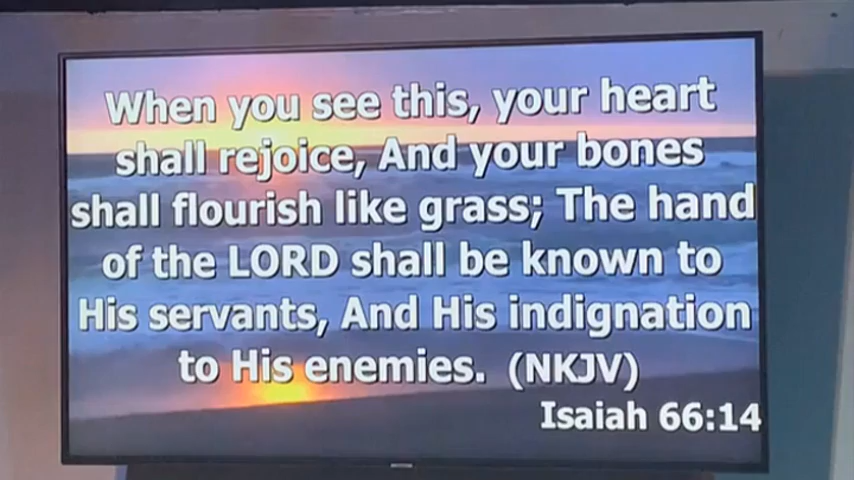 When you see this, your heart
shall rejoice, And your bones
shall flourish like grass; The hand
of the LORD shall be known to
His servants, And His indignation
to His enemies. (NKJV)
Isaiah 66:14